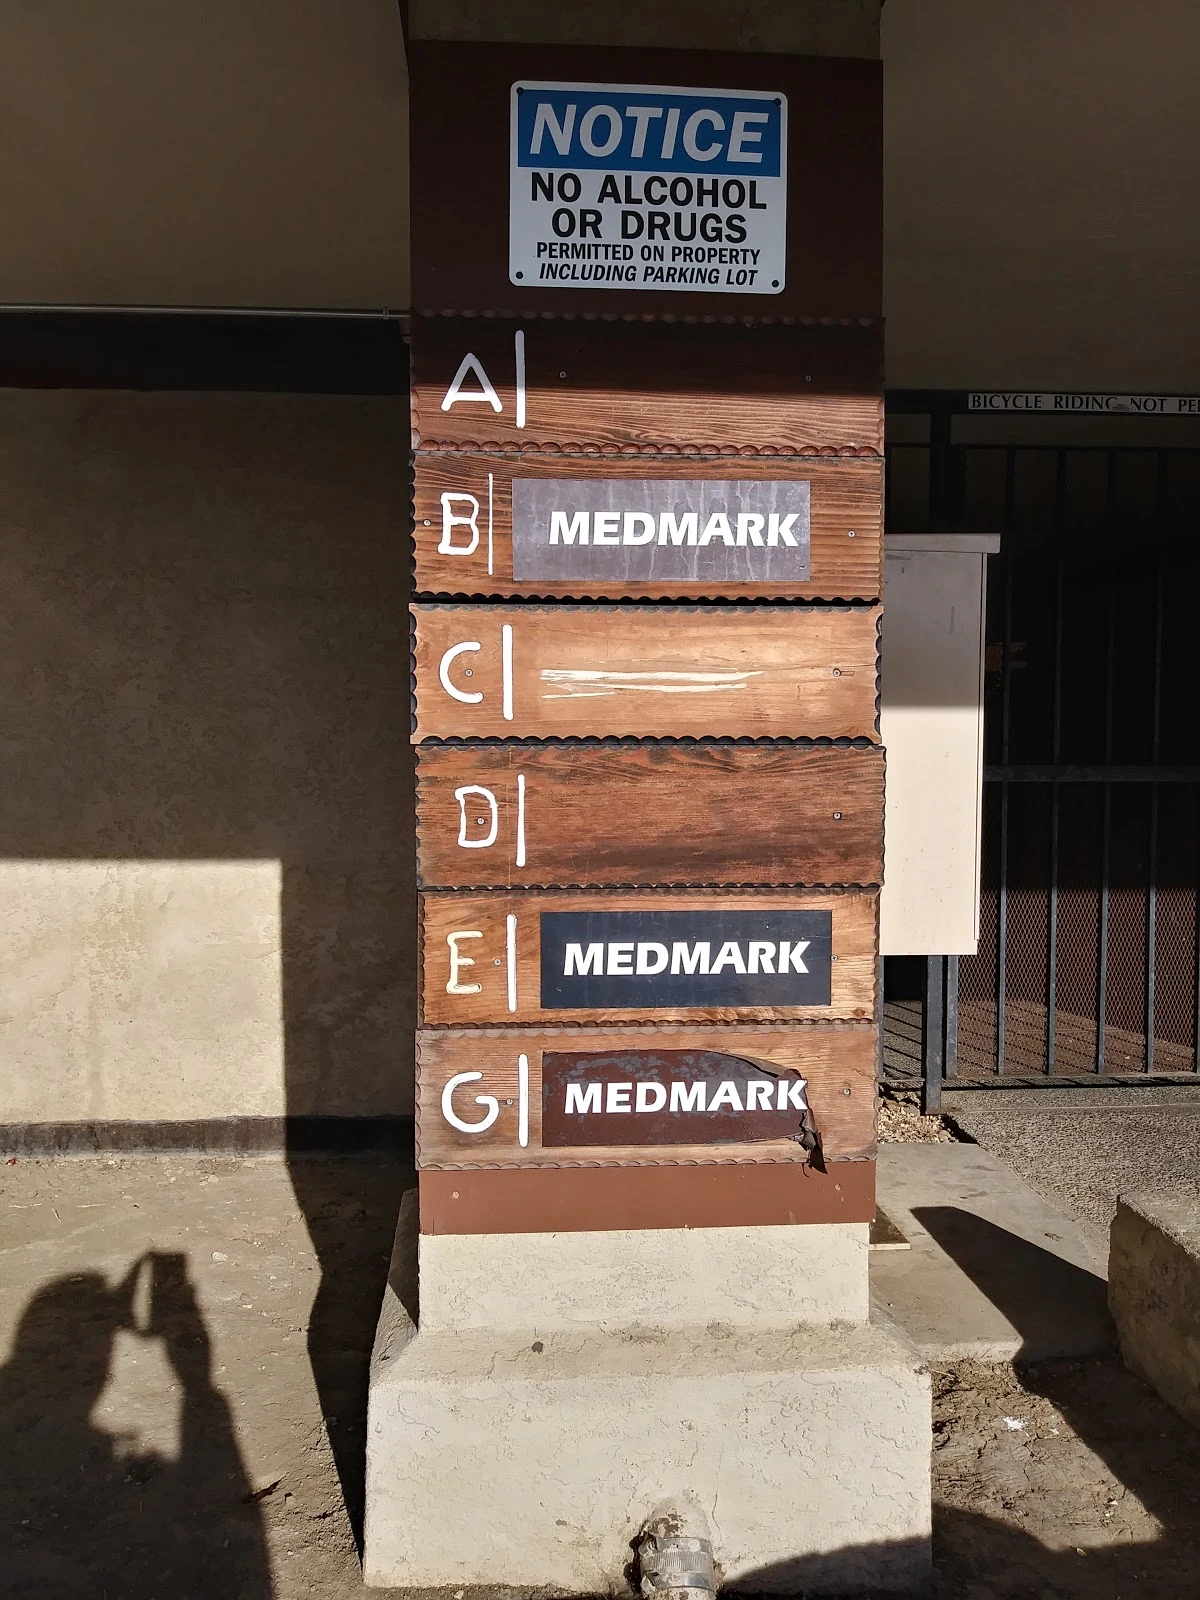 NOTICE
NO ALCOHOL
OR DRUGS
PERMITTED ON PROPERTY
INCLUDING PARKING LOT
A|
BICYCLE RIDING NOT
B| MEDMARK
C|
D|
E| MEDMARK
G| MEDMARK